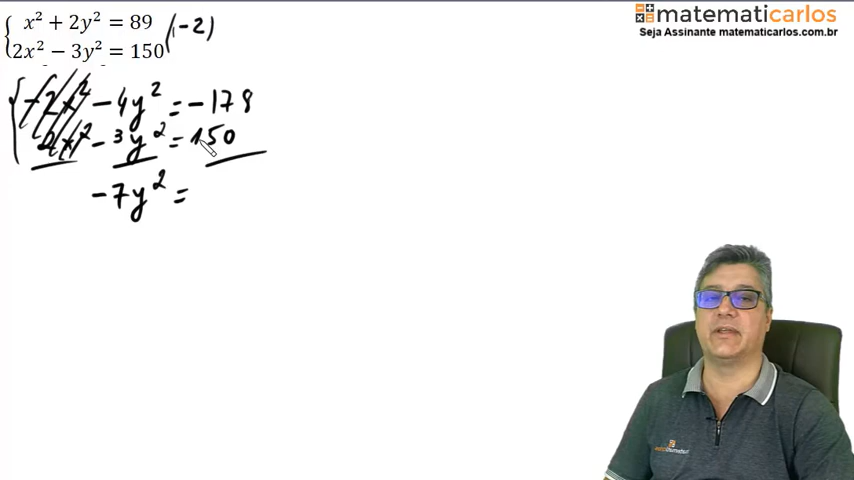 x² + 2y² = 89 (-2)
2x² − 3y² = 150
-2x² - 4y² = -178
2x² - 3y² = 150
-7y² =
matematicarlos
Seja Assinante matematicarlos.com.br